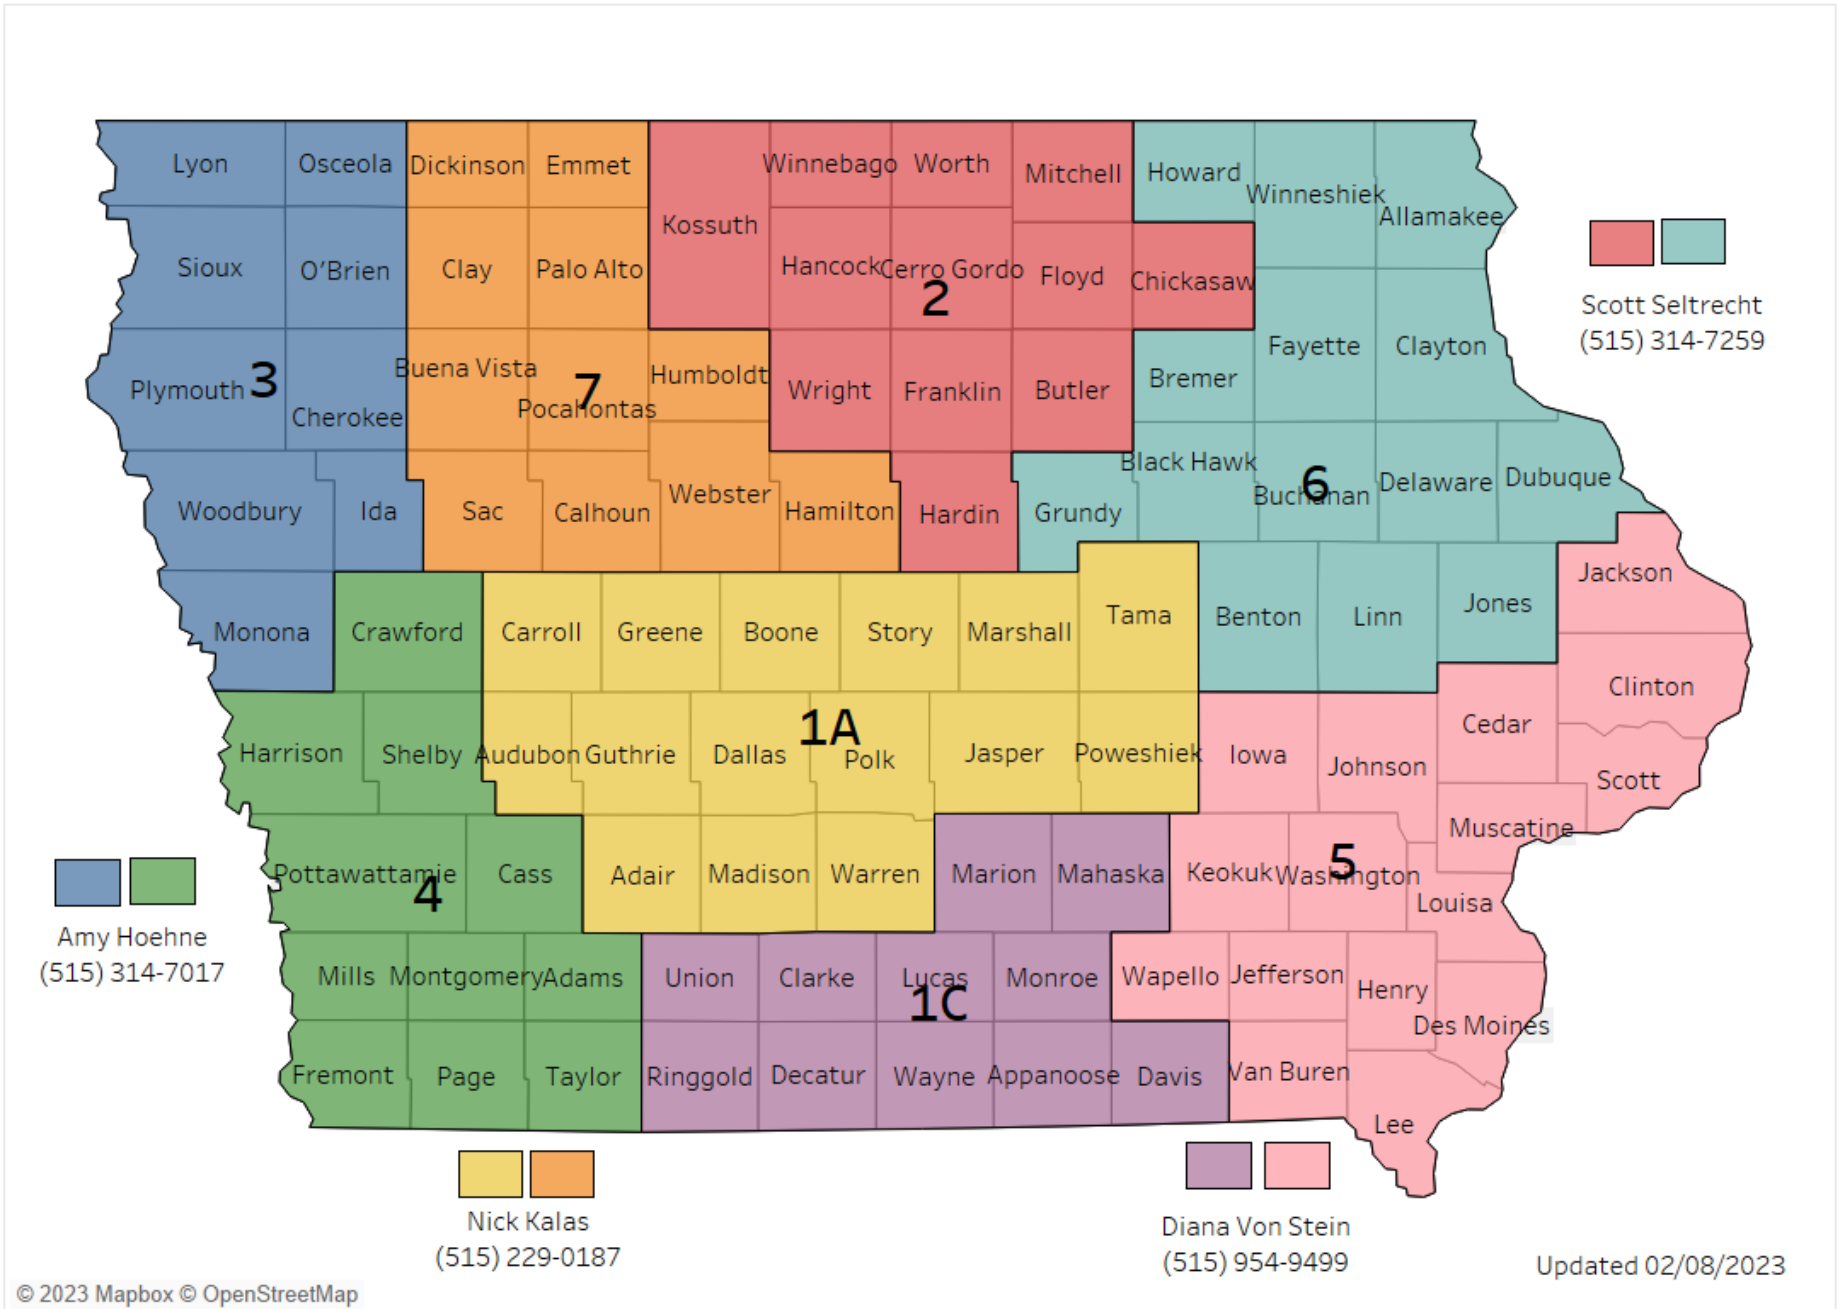 Lyon
Osceola
Dickinson
Emmet
Kossuth
Winnebago
Worth
Mitchell
Howard
Winneshiek
Allamakee
Sioux
O'Brien
Clay
Palo Alto
Hancock
Cerro Gordo
2
Floyd
Chickasaw
Scott Seltrecht
(515) 314-7259
Plymouth
3
Cherokee
Buena Vista
7
Pocahontas
Humboldt
Wright
Franklin
Butler
Bremer
Fayette
Clayton
Woodbury
Ida
Sac
Calhoun
Webster
Hamilton
Hardin
Grundy
Black Hawk
6
Buchanan
Delaware
Dubuque
Monona
Crawford
Carroll
Greene
Boone
Story
Marshall
Tama
Benton
Linn
Jones
Jackson
Harrison
Shelby
Audubon
Guthrie
Dallas
1A
Polk
Jasper
Poweshiek
Iowa
Johnson
Cedar
Clinton
Scott
Muscatine
Pottawattamie
4
Cass
Adair
Madison
Warren
Marion
Mahaska
Keokuk
5
Washington
Louisa
Amy Hoehne
(515) 314-7017
Mills
Montgomery
Adams
Union
Clarke
Lucas
1C
Monroe
Wapello
Jefferson
Henry
Des Moines
Fremont
Page
Taylor
Ringgold
Decatur
Wayne
Appanoose
Davis
Van Buren
Lee
Nick Kalas
(515) 229-0187
Diana Von Stein
(515) 954-9499
Updated 02/08/2023
© 2023 Mapbox © OpenStreetMap